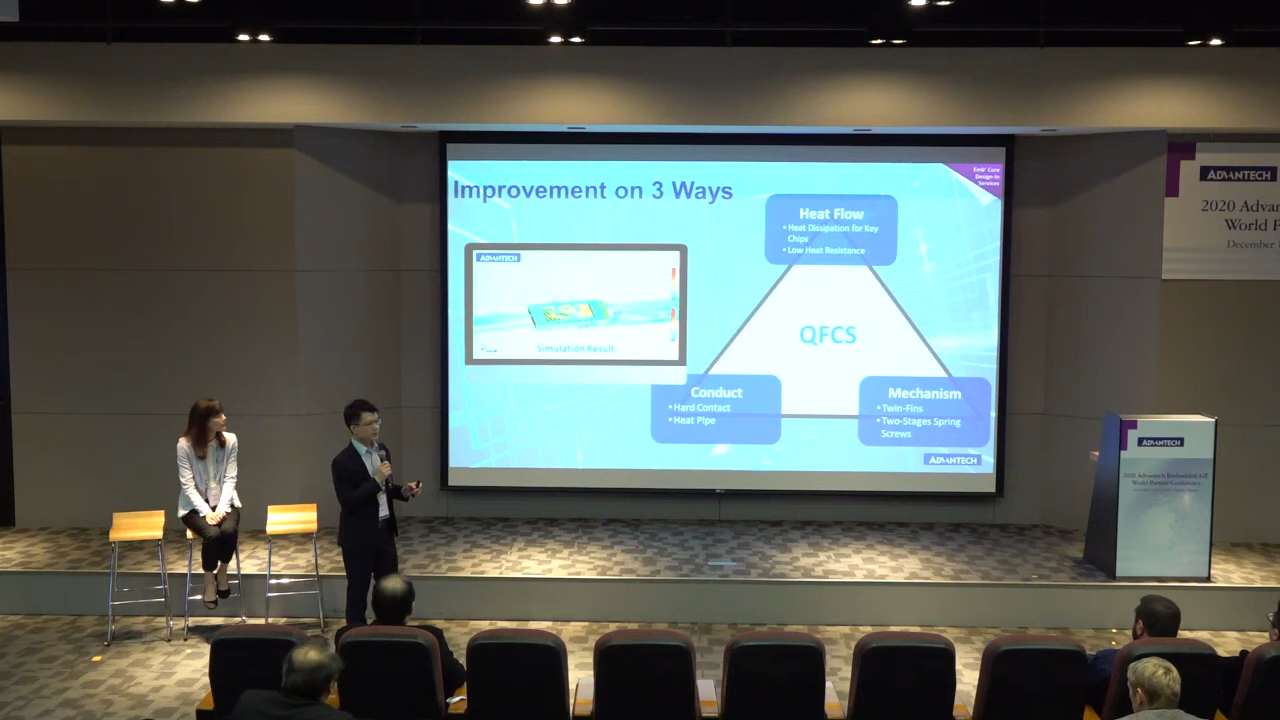 Improvement on 3 Ways
Emb' Core
Design-In
Services
ADVANTECH
Simulation Result
Heat Flow
• Heat Dissipation for Key
Chips
• Low Heat Resistance
QFCS
Conduct
• Hard Contact
• Heat Pipe
Mechanism
• Twin-Fins
• Two-Stages Spring
Screws
ADVANTECH
ADVANTECH
2020 Advan
World P
December 1
ADVANTECH
2020 Advantech Embedded-IoT
World Partner Conference